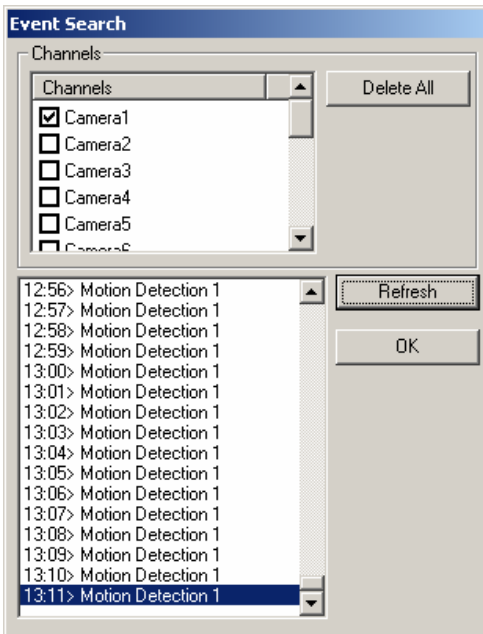 Event Search
Channels
Channels
Delete All
Camera1
Camera2
Camera3
Camera4
Camera5
Camera6
12:56> Motion Detection 1
Refresh
12:57> Motion Detection 1
12:58> Motion Detection 1
12:59> Motion Detection 1
OK
13:00> Motion Detection 1
13:01> Motion Detection 1
13:02> Motion Detection 1
13:03> Motion Detection 1
13:04> Motion Detection 1
13:05> Motion Detection 1
13:06> Motion Detection 1
13:07> Motion Detection 1
13:08> Motion Detection 1
13:09> Motion Detection 1
13:10> Motion Detection 1
13:11> Motion Detection 1